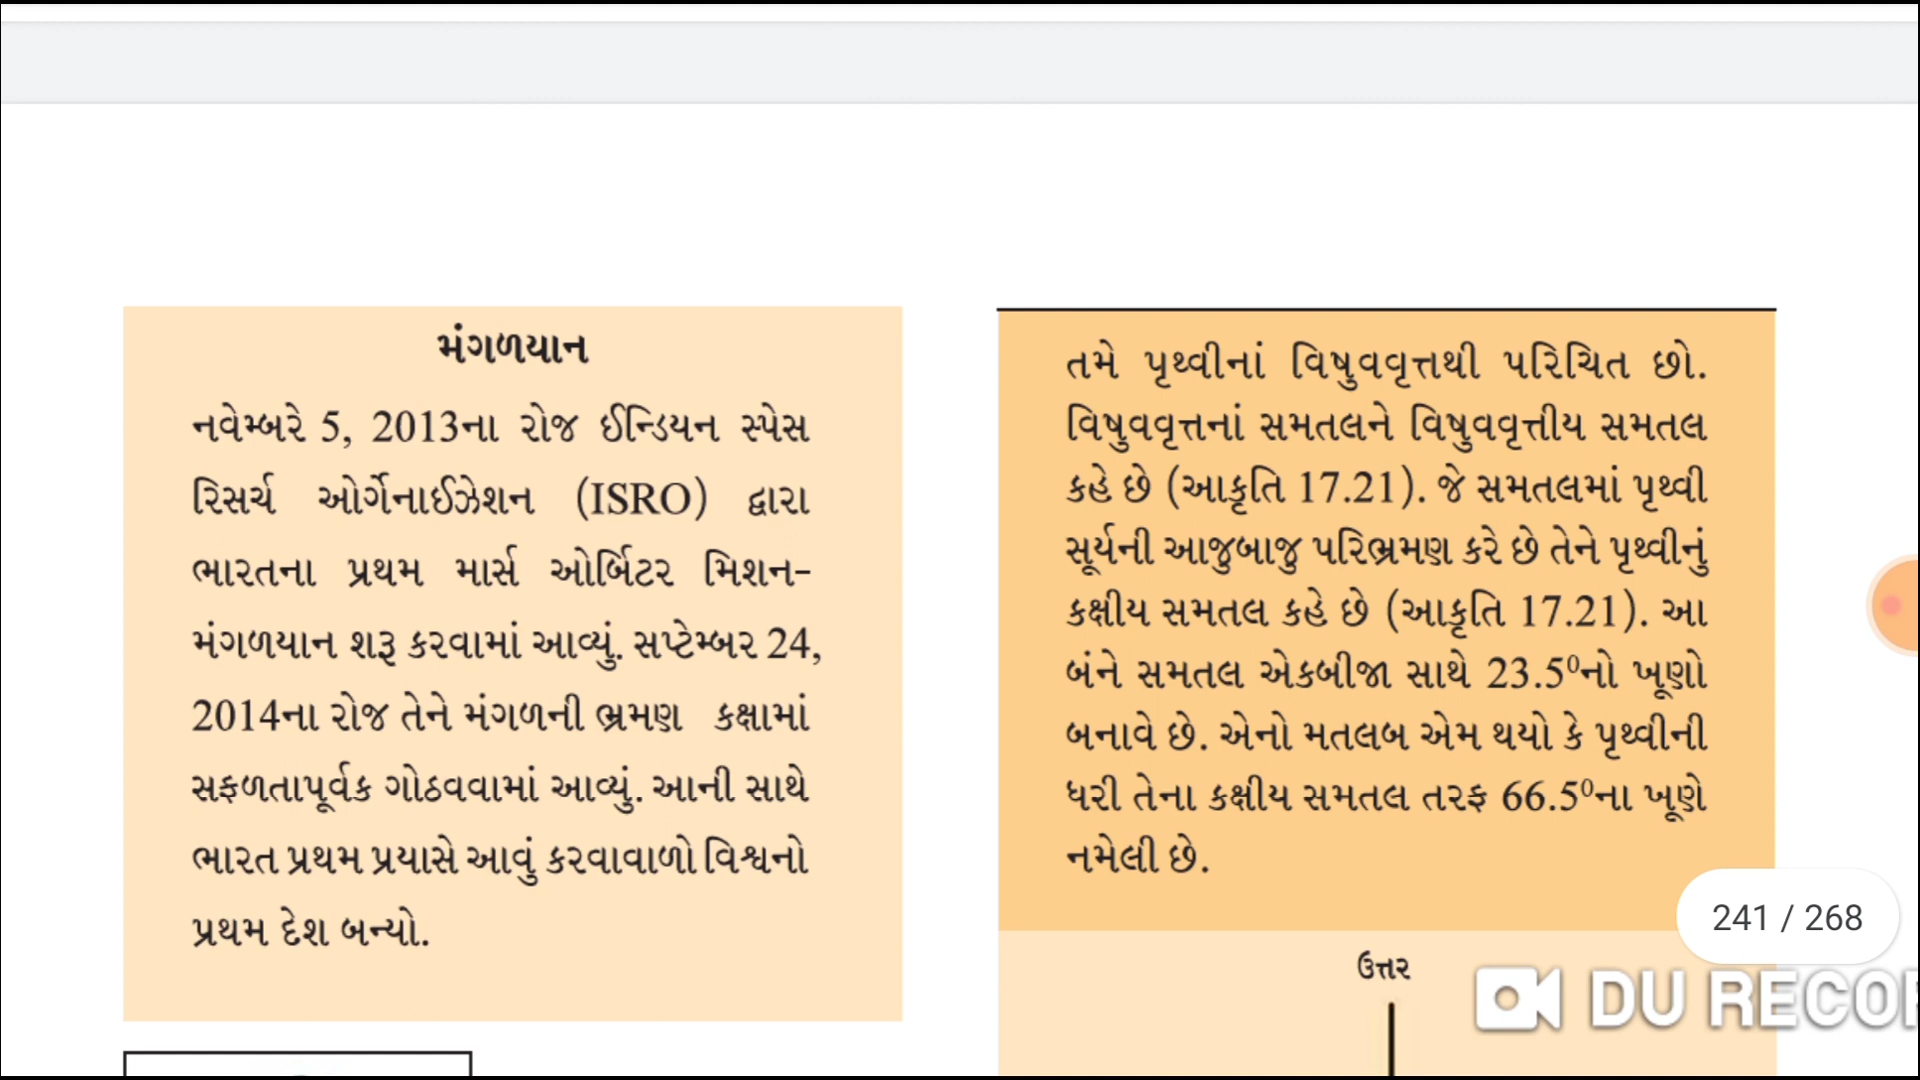 મંગળયાન
નવેમ્બરે 5, 2013ના રોજ ઈન્ડિયન સ્પેસ
રિસર્ચ ઓર્ગેનાઈઝેશન (ISRO) દ્વારા
ભારતના પ્રથમ માર્સ ઓર્બિટર મિશન-
મંગળયાન શરૂ કરવામાં આવ્યું. સપ્ટેમ્બર 24,
2014ના રોજ તેને મંગળની ભ્રમણ કક્ષામાં
સફળતાપૂર્વક ગોઠવવામાં આવ્યું. આની સાથે
ભારત પ્રથમ પ્રયાસે આવું કરવાવાળો વિશ્વનો
પ્રથમ દેશ બન્યો.
તમે પૃથ્વીનાં વિષુવવૃત્તથી પરિચિત છો.
વિષુવવૃત્તનાં સમતલને વિષુવવૃત્તીય સમતલ
કહે છે (આકૃતિ 17.21). જે સમતલમાં પૃથ્વી
સૂર્યની આજુબાજુ પરિભ્રમણ કરે છે તેને પૃથ્વીનું
કક્ષીય સમતલ કહે છે (આકૃતિ 17.21). આ
બંને સમતલ એકબીજા સાથે 23.5⁰નો ખૂણો
બનાવે છે. એનો મતલબ એમ થયો કે પૃથ્વીની
ધરી તેના કક્ષીય સમતલ તરફ 66.5⁰ના ખૂણે
નમેલી છે.
241 / 268
ઉત્તર
DU RECOR